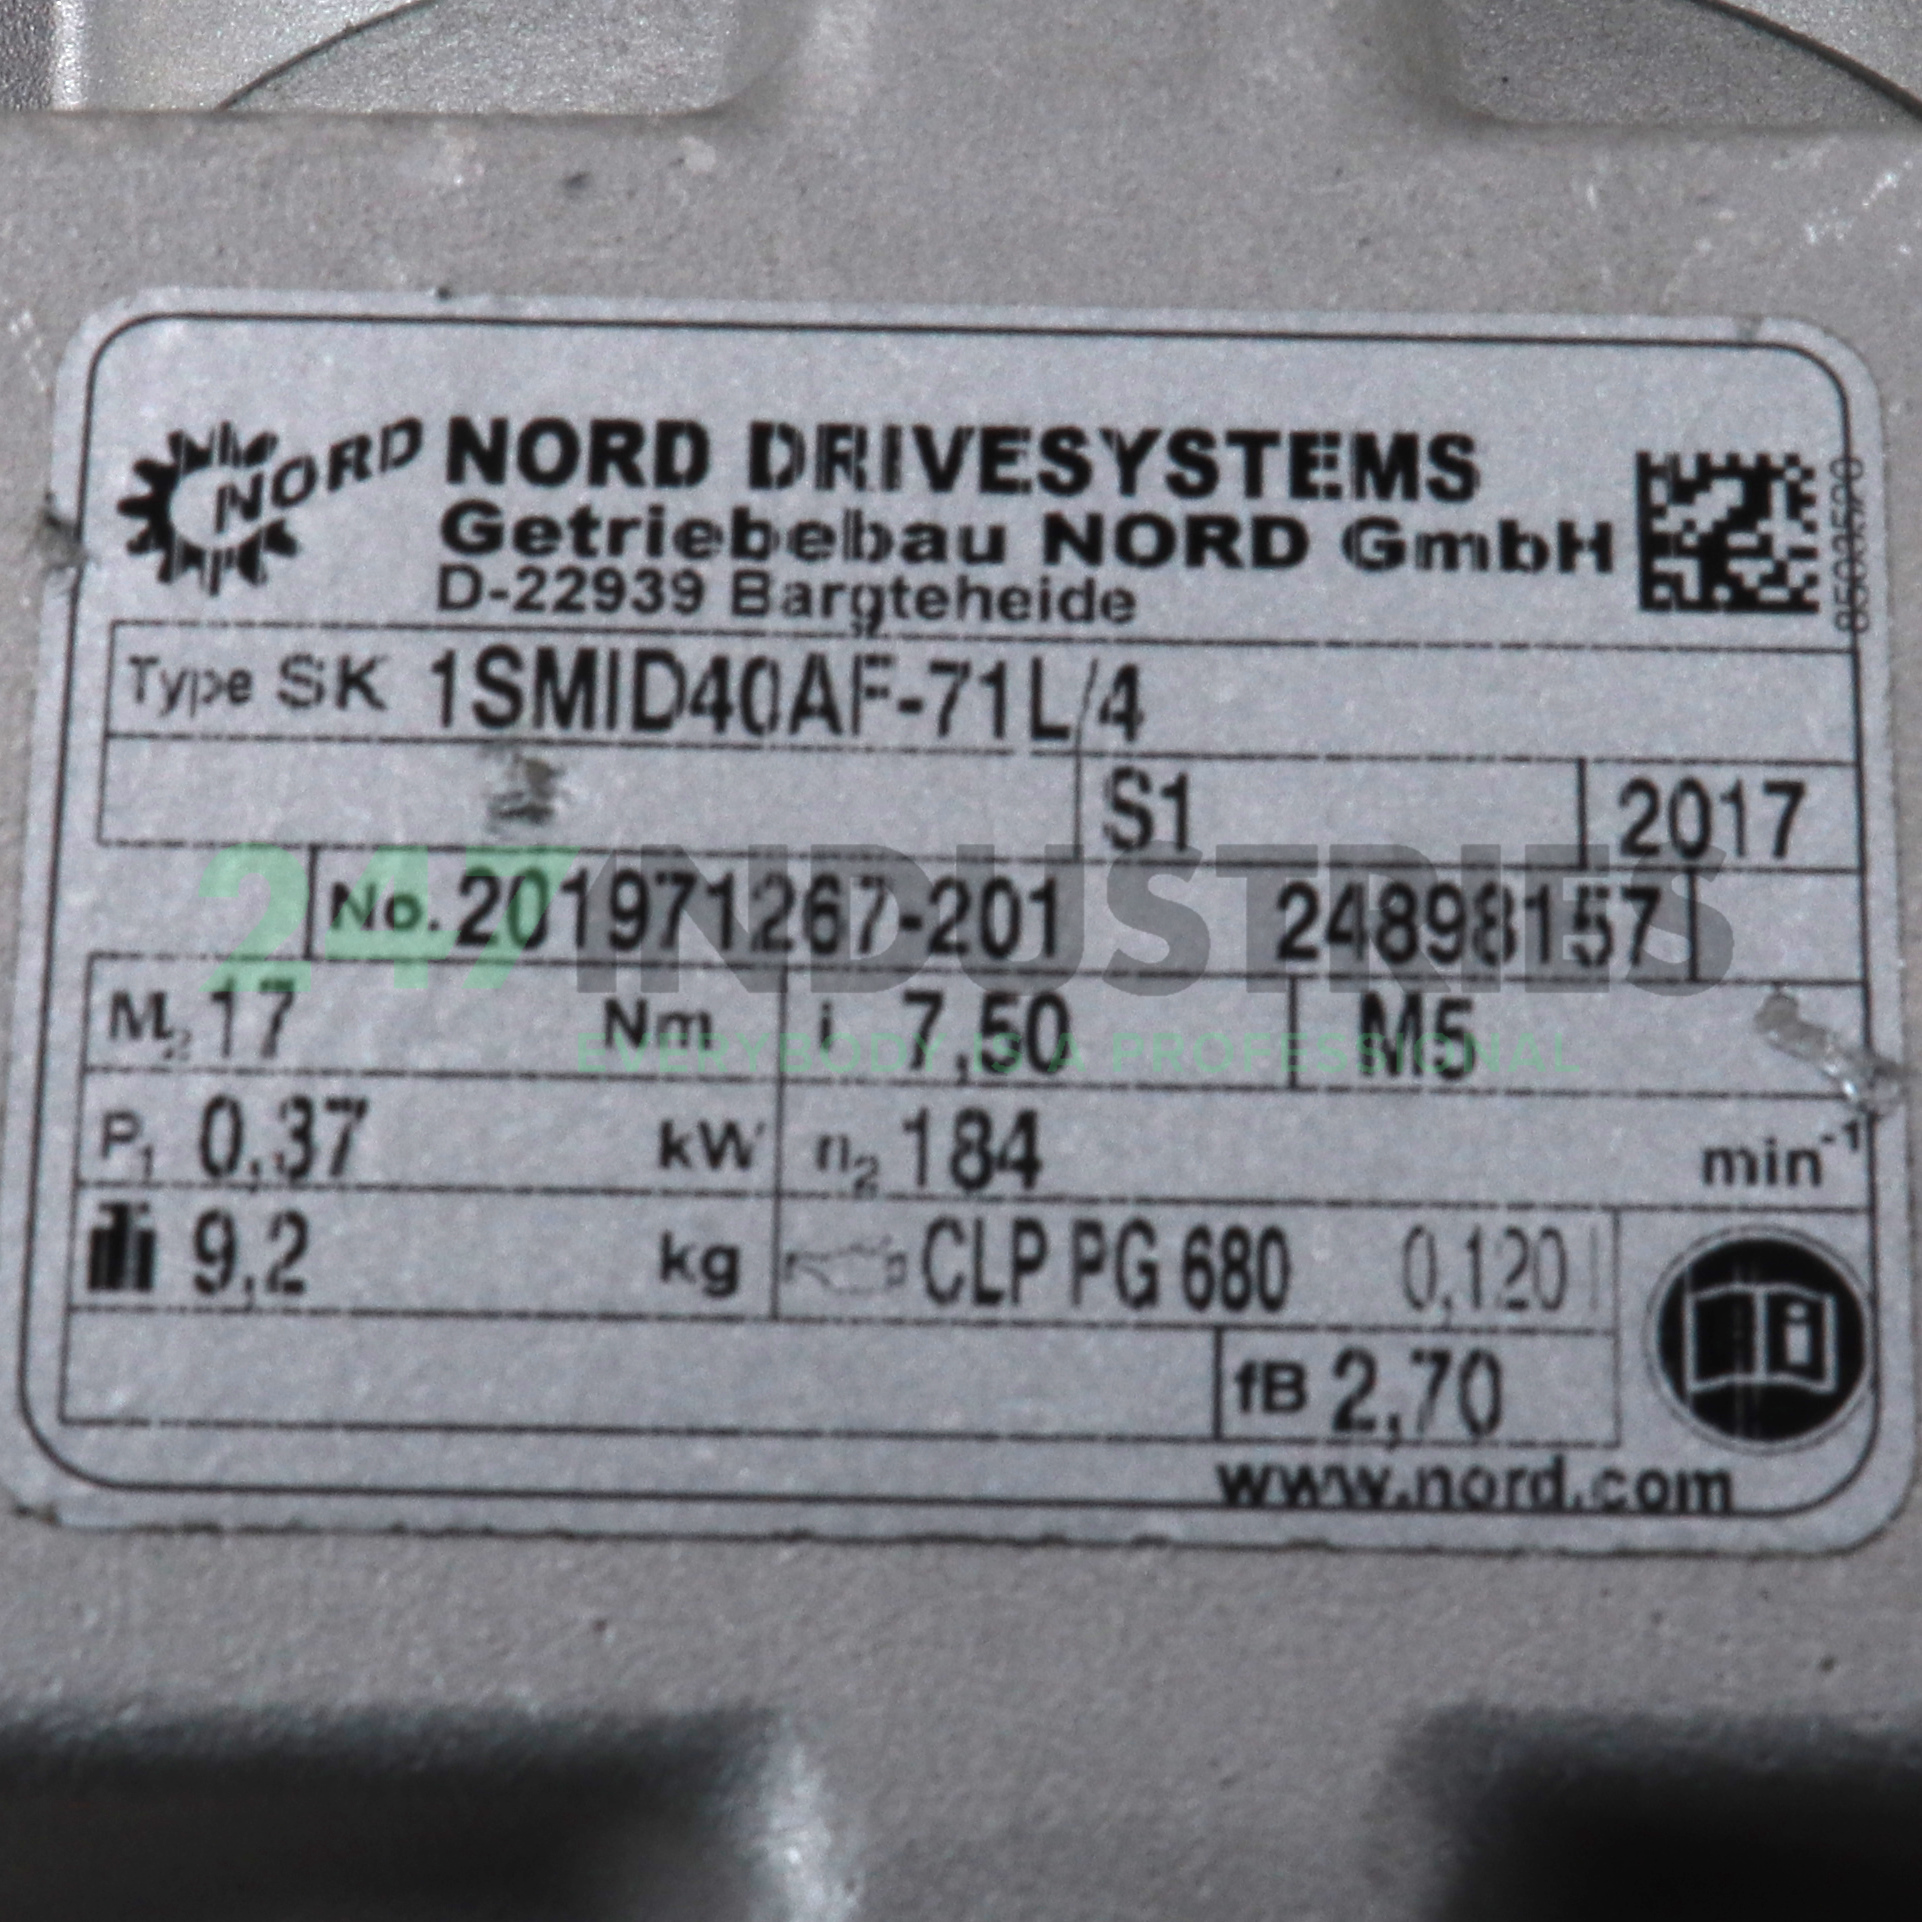 NORD NORD DRIVESYSTEMS
Getriebebau NORD GmbH
D-22939 Bargteheide
85003520
Type SK 1SMID40AF-71L/4
S1 2017
No. 201971267-201 24898157
247INDUSTRIES
M2 17 Nm i 7,50 M5
EVERYBODY IS A PROFESSIONAL
P1 0,37 kW n2 184 min-1
9,2 kg CLP PG 680 0,120 l
fB 2,70
www.nord.com